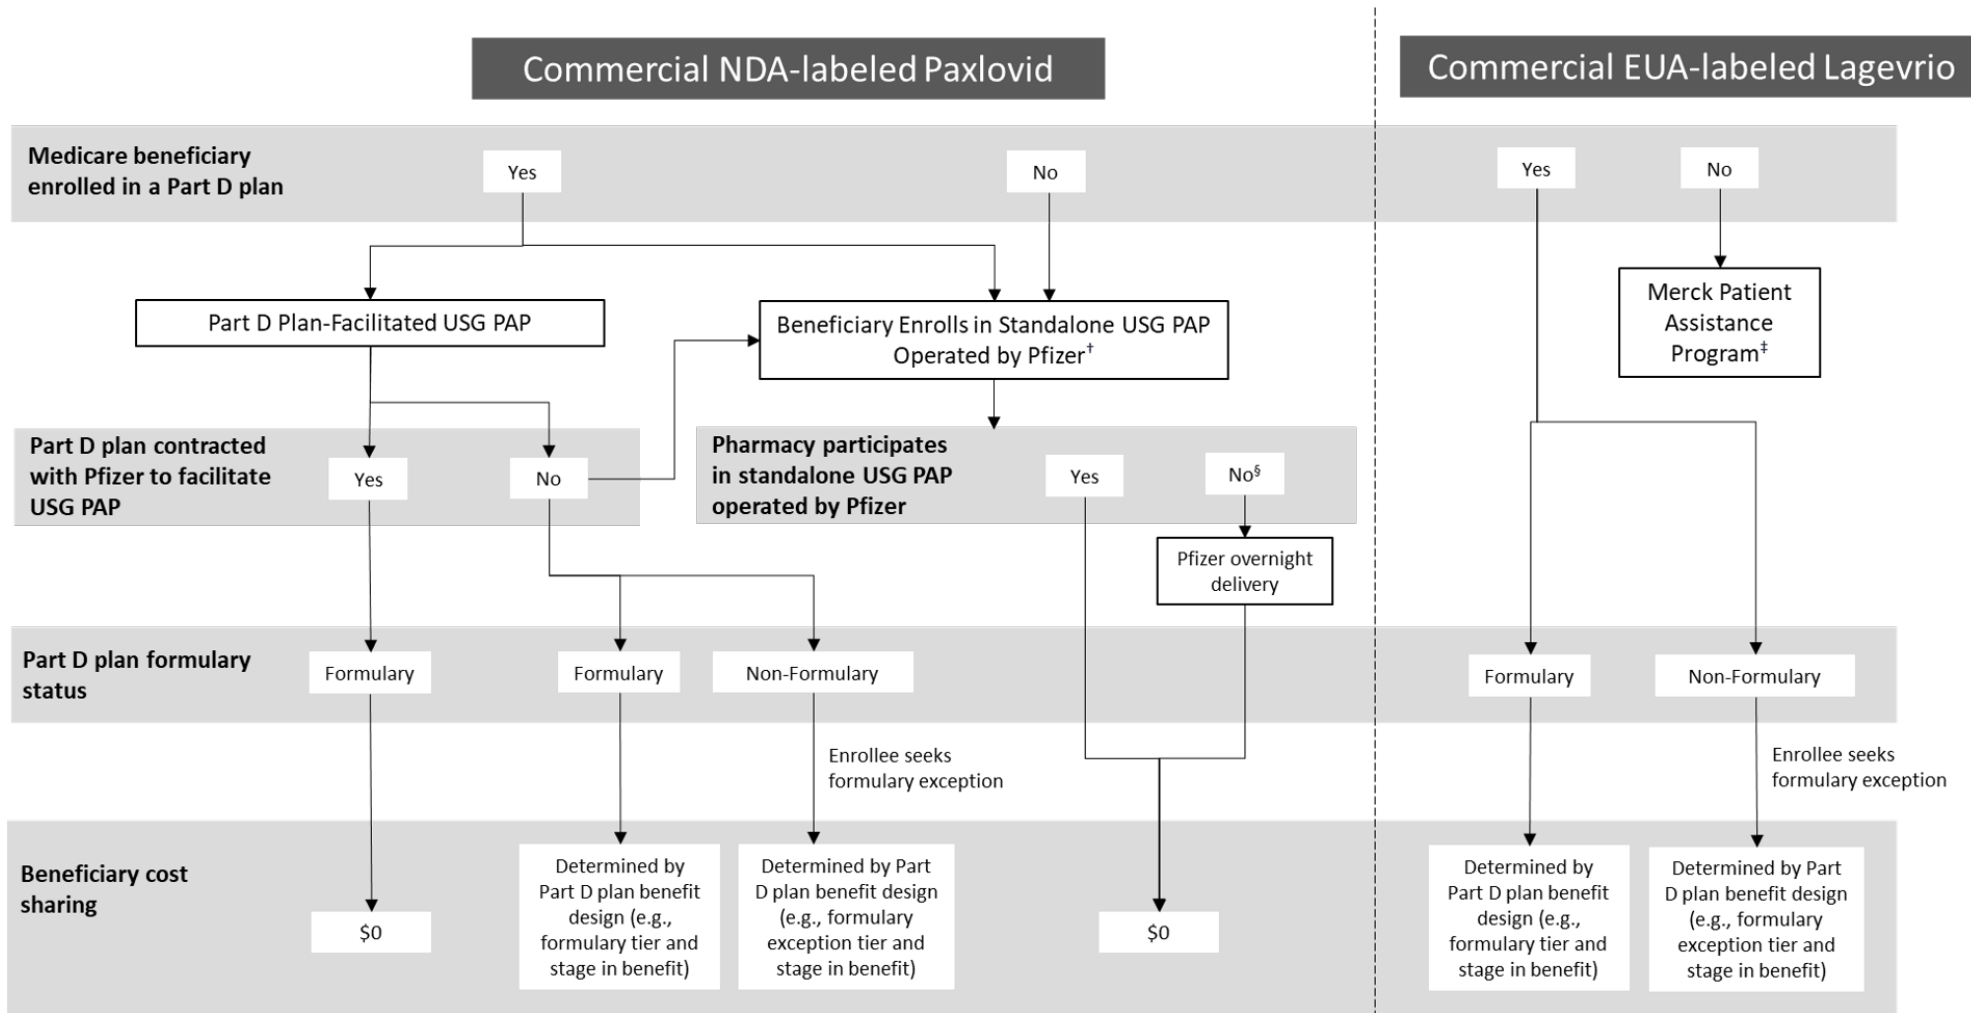 Commercial NDA-labeled Paxlovid
Commercial EUA-labeled Lagevrio
Medicare beneficiary
enrolled in a Part D plan
Yes
No
Yes
No
Part D Plan-Facilitated USG PAP
Beneficiary Enrolls in Standalone USG PAP
Operated by Pfizer†
Merck Patient
Assistance
Program‡
Part D plan contracted
with Pfizer to facilitate
USG PAP
Yes
No
Pharmacy participates
in standalone USG PAP
operated by Pfizer
Yes
No§
Pfizer overnight
delivery
Part D plan formulary
status
Formulary
Formulary
Non-Formulary
Formulary
Non-Formulary
Enrollee seeks
formulary exception
Enrollee seeks
formulary exception
Beneficiary cost
sharing
$0
Determined by
Part D plan benefit
design (e.g.,
formulary tier and
stage in benefit)
Determined by Part
D plan benefit design
(e.g., formulary
exception tier and
stage in benefit)
$0
Determined by
Part D plan benefit
design (e.g.,
formulary tier and
stage in benefit)
Determined by Part
D plan benefit design
(e.g., formulary
exception tier and
stage in benefit)